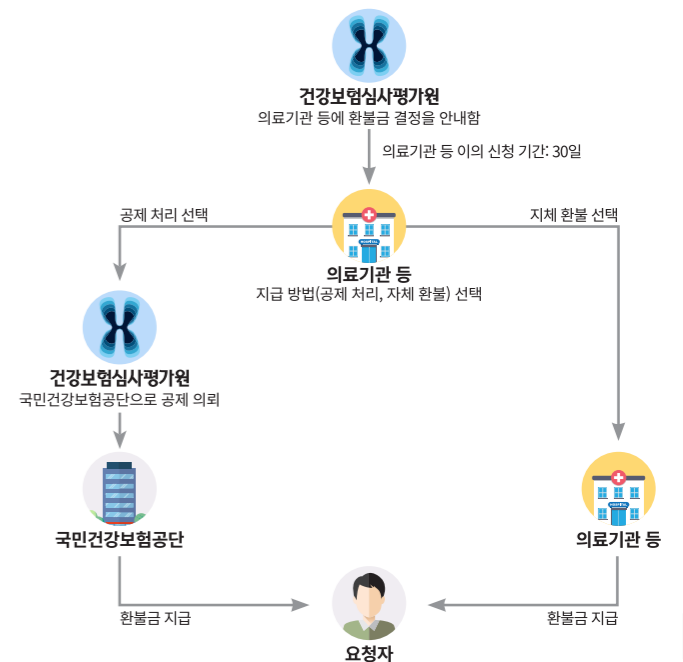 건강보험심사평가원
의료기관 등에 환불금 결정을 안내함
의료기관 등 이의 신청 기간: 30일
공제 처리 선택
지체 환불 선택
HOSPITAL
의료기관 등
지급 방법(공제 처리, 자체 환불) 선택
건강보험심사평가원
국민건강보험공단으로 공제 의뢰
HOSPITAL
국민건강보험공단
의료기관 등
환불금 지급
환불금 지급
요청자